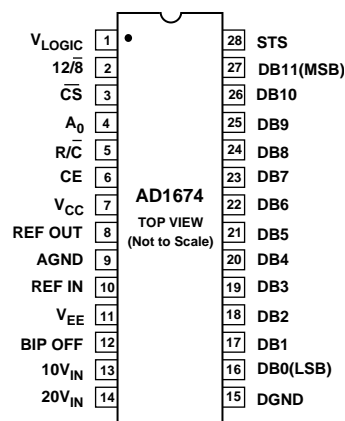 VLOGIC 1 28 STS
12/8̅ 2 27 DB11(MSB)
C̅S̅ 3 26 DB10
A0 4 25 DB9
R/C̅ 5 24 DB8
CE 6 23 DB7
VCC 7 22 DB6
REF OUT 8 21 DB5
AGND 9 20 DB4
REF IN 10 19 DB3
VEE 11 18 DB2
BIP OFF 12 17 DB1
10VIN 13 16 DB0(LSB)
20VIN 14 15 DGND
AD1674
TOP VIEW
(Not to Scale)